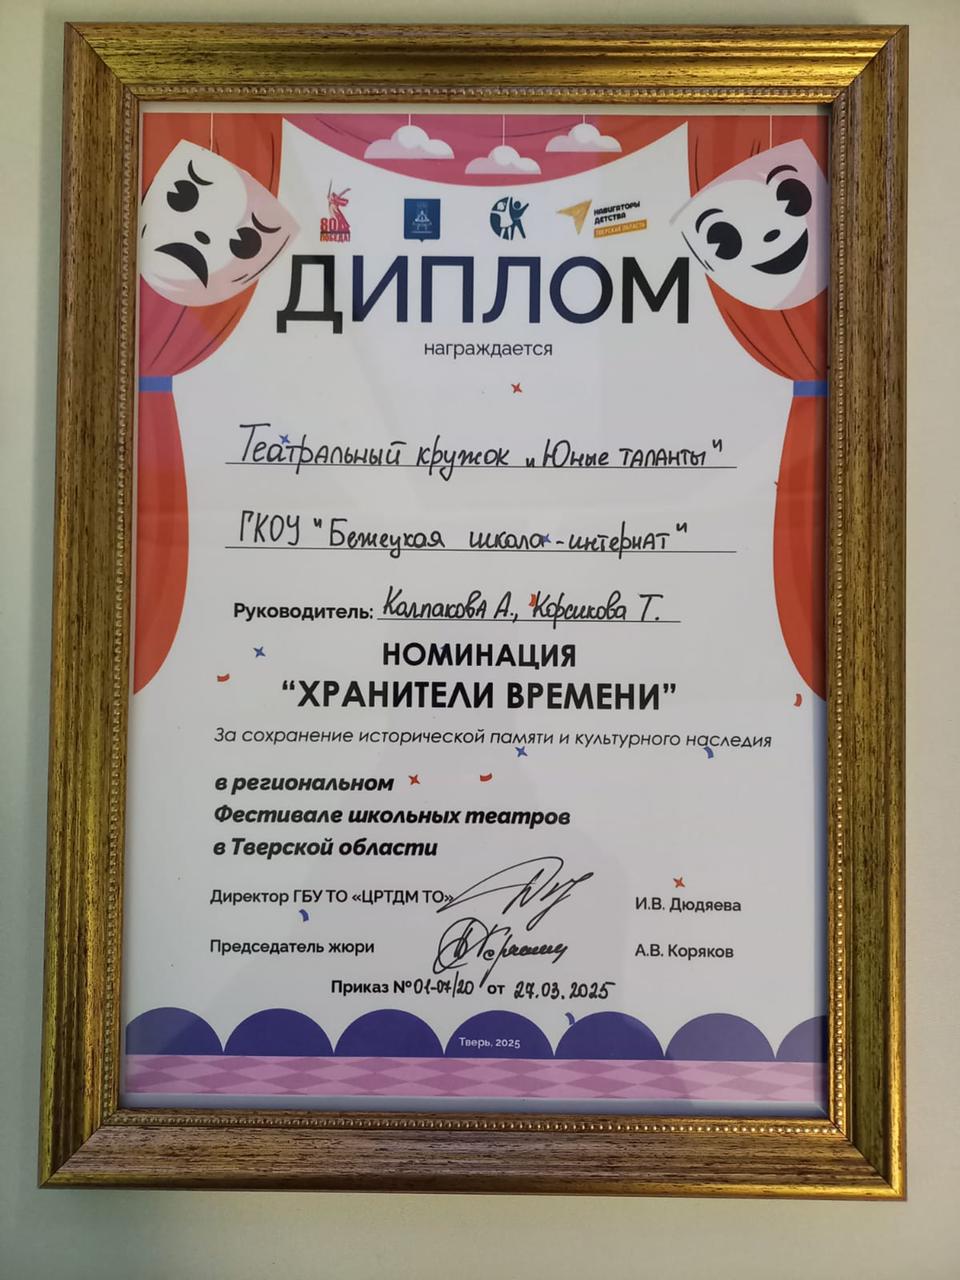 80
ПОБЕДА!
НАВИГАТОРЫ
ДЕТСТВА
ТВЕРСКАЯ ОБЛАСТЬ
ДИПЛОМ
награждается
Театральный кружок „Юные таланты"
ГКОУ "Бежецкая школа-интернат"
Руководитель: Колпакова А., Корсикова Т.
НОМИНАЦИЯ
“ХРАНИТЕЛИ ВРЕМЕНИ”
За сохранение исторической памяти и культурного наследия
в региональном
Фестивале школьных театров
в Тверской области
Директор ГБУ ТО «ЦРТДМ ТО» И.В. Дюдяева
Председатель жюри А.В. Коряков
Приказ №01-07/20 от 27.03.2025
Тверь, 2025